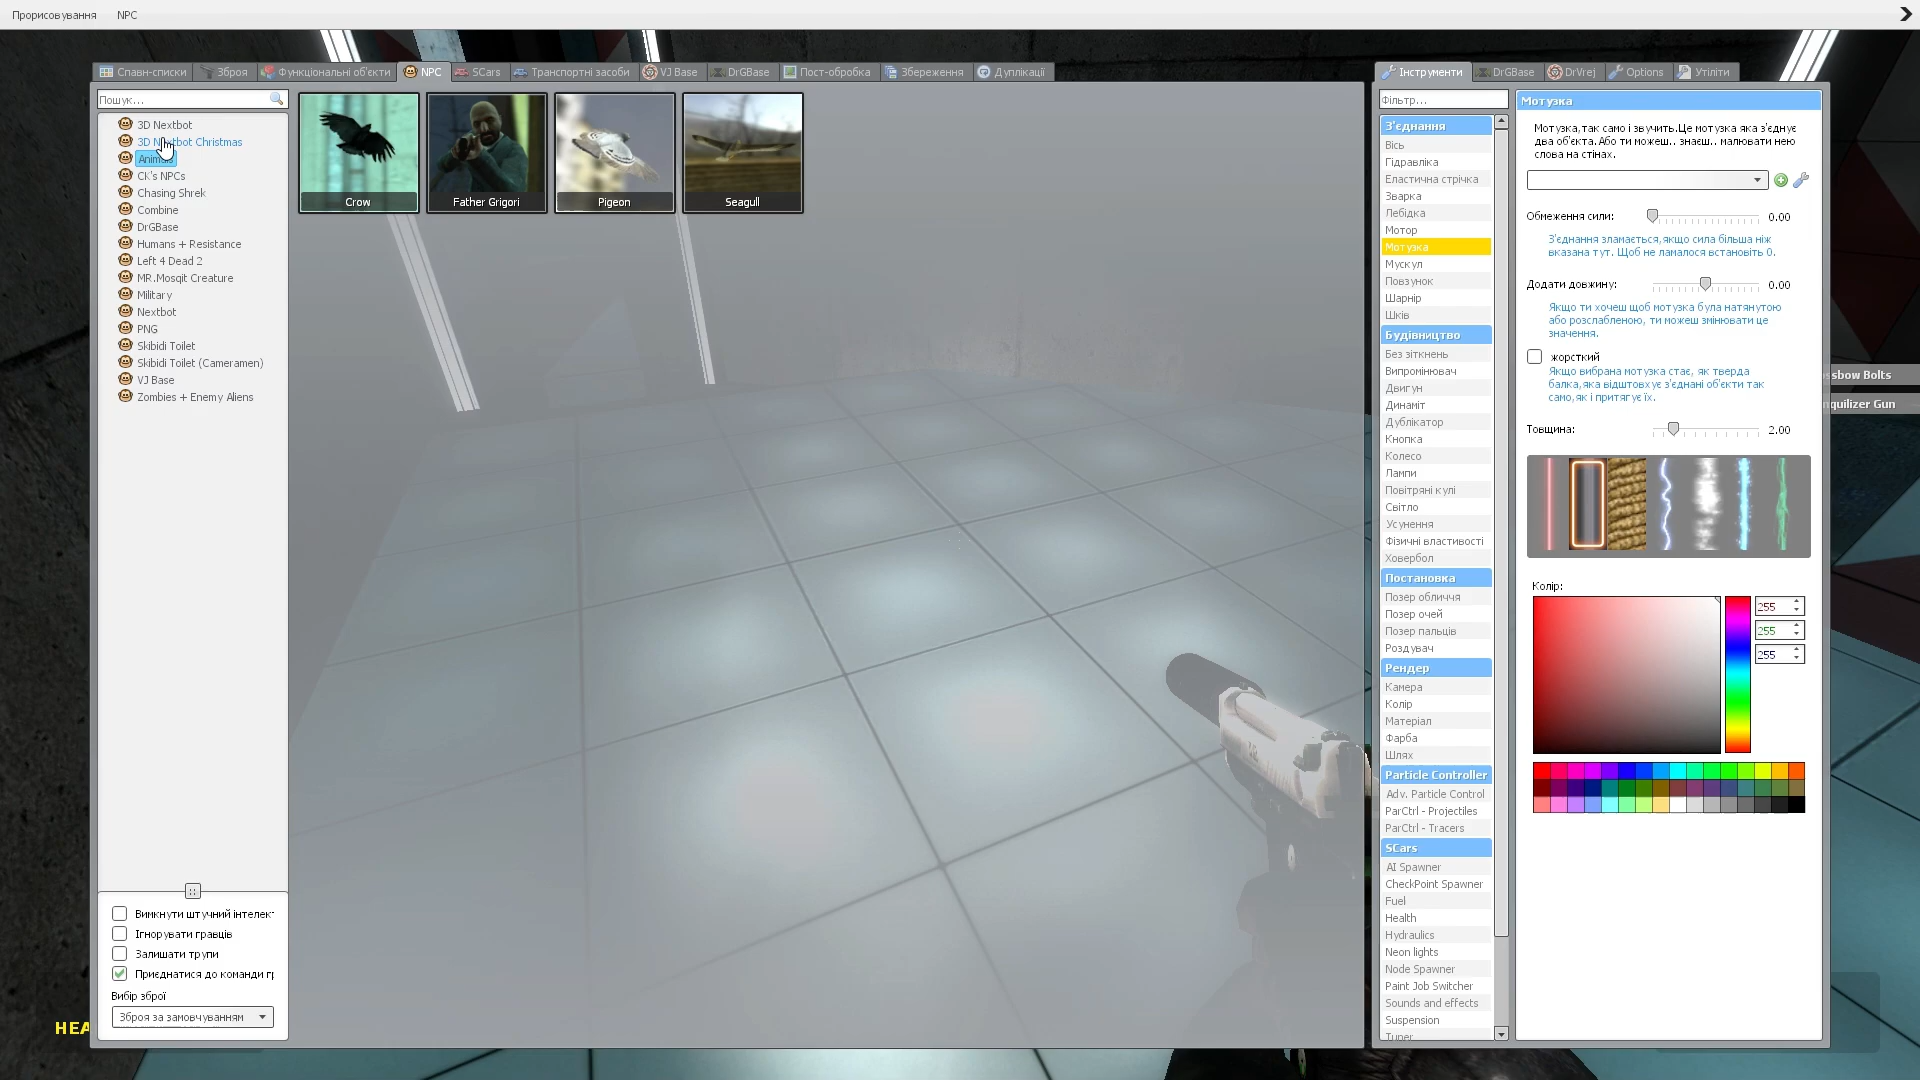 Прорисовування NPC
Спавн-списки Зброя Функціональні об'єкти NPC SCars Транспортні засоби VJ Base DrGBase Пост-обробка Збереження Дуплікації
Пошук...
3D Nextbot
3D Nextbot Christmas
CK's NPCs
Chasing Shrek
Combine
DrGBase
Humans + Resistance
Left 4 Dead 2
MR.Mosqit Creature
Military
Nextbot
PNG
Skibidi Toilet
Skibidi Toilet (Cameramen)
VJ Base
Zombies + Enemy Aliens
Crow
Father Grigori
Pigeon
Seagull
Вимкнути штучний інтелект
Ігнорувати гравців
Залишати трупи
Приєднатися до команди гр
Вибір зброї
Зброя за замовчуванням
HEA
Інструменти DrGBase DrVrej Options Утіліти
Фільтр...
З'єднання
Вісь
Гідравліка
Еластична стрічка
Зварка
Лебідка
Мотор
Мотузка
Мускул
Повзунок
Шарнір
Шків
Будівництво
Без зіткнень
Випромінювач
Двигун
Динаміт
Дублікатор
Кнопка
Колесо
Лампи
Повітряні кулі
Світло
Усунення
Фізичні властивості
Ховербол
Постановка
Позер обличчя
Позер очей
Позер пальців
Роздувач
Рендер
Камера
Колір
Матеріал
Фарба
Шлях
Particle Controller
Adv. Particle Control
ParCtrl - Projectiles
ParCtrl - Tracers
SCars
AI Spawner
CheckPoint Spawner
Fuel
Health
Hydraulics
Neon lights
Node Spawner
Paint Job Switcher
Sounds and effects
Suspension
Tuner
Мотузка
Мотузка,так само і звучить.Це мотузка яка з'єднує
два об'єкта. Або ти можеш.. знаєш.. малювати нею
слова на стінах.
Обмеження сили: 0.00
З'єднання зламається,якщо сила більша ніж
вказана тут. Щоб не ламалося встановіть 0.
Додати довжину: 0.00
Якщо ти хочеш щоб мотузка була натянутою
або розслабленою, ти можеш змінювати це
значення.
жорсткий
Якщо вибрана мотузка стає, як тверда
балка,яка відштовхує з'єднані об'єкти так
само,як і притягує їх.
Товщина: 2.00
Колір:
255
255
255
ssbow Bolts
nquilizer Gun